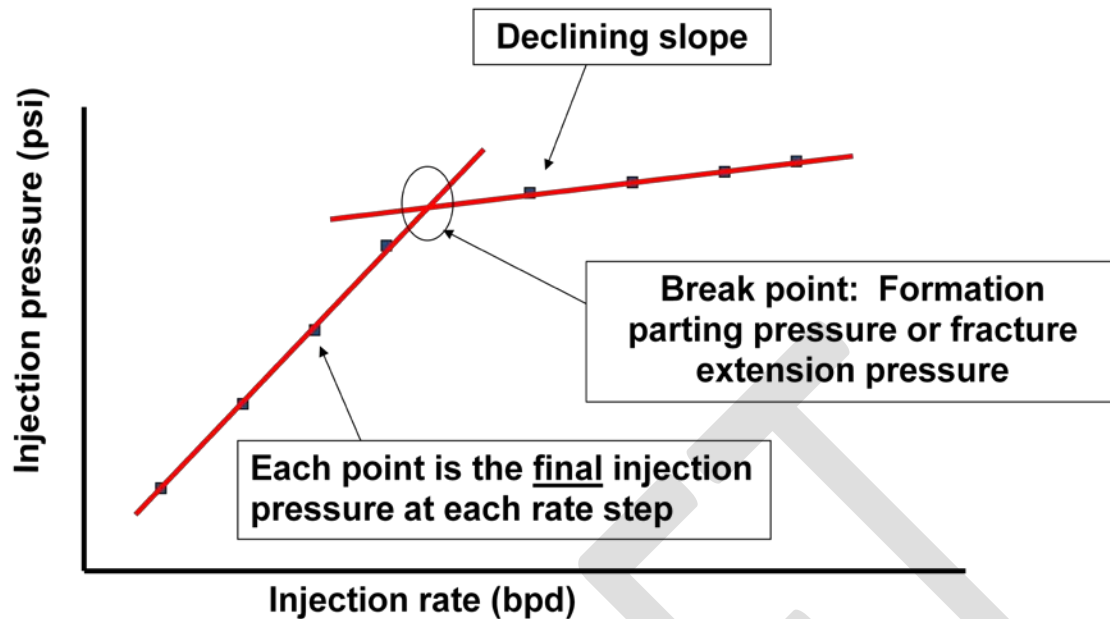 Declining slope
Injection pressure (psi)
Break point:  Formation
parting pressure or fracture
extension pressure
Each point is the final injection
pressure at each rate step
Injection rate (bpd)